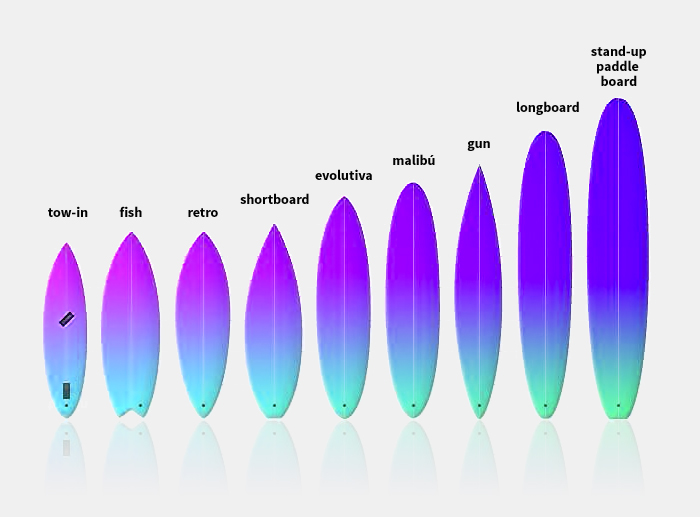 tow-in
fish
retro
shortboard
evolutiva
malibú
gun
longboard
stand-up
paddle
board